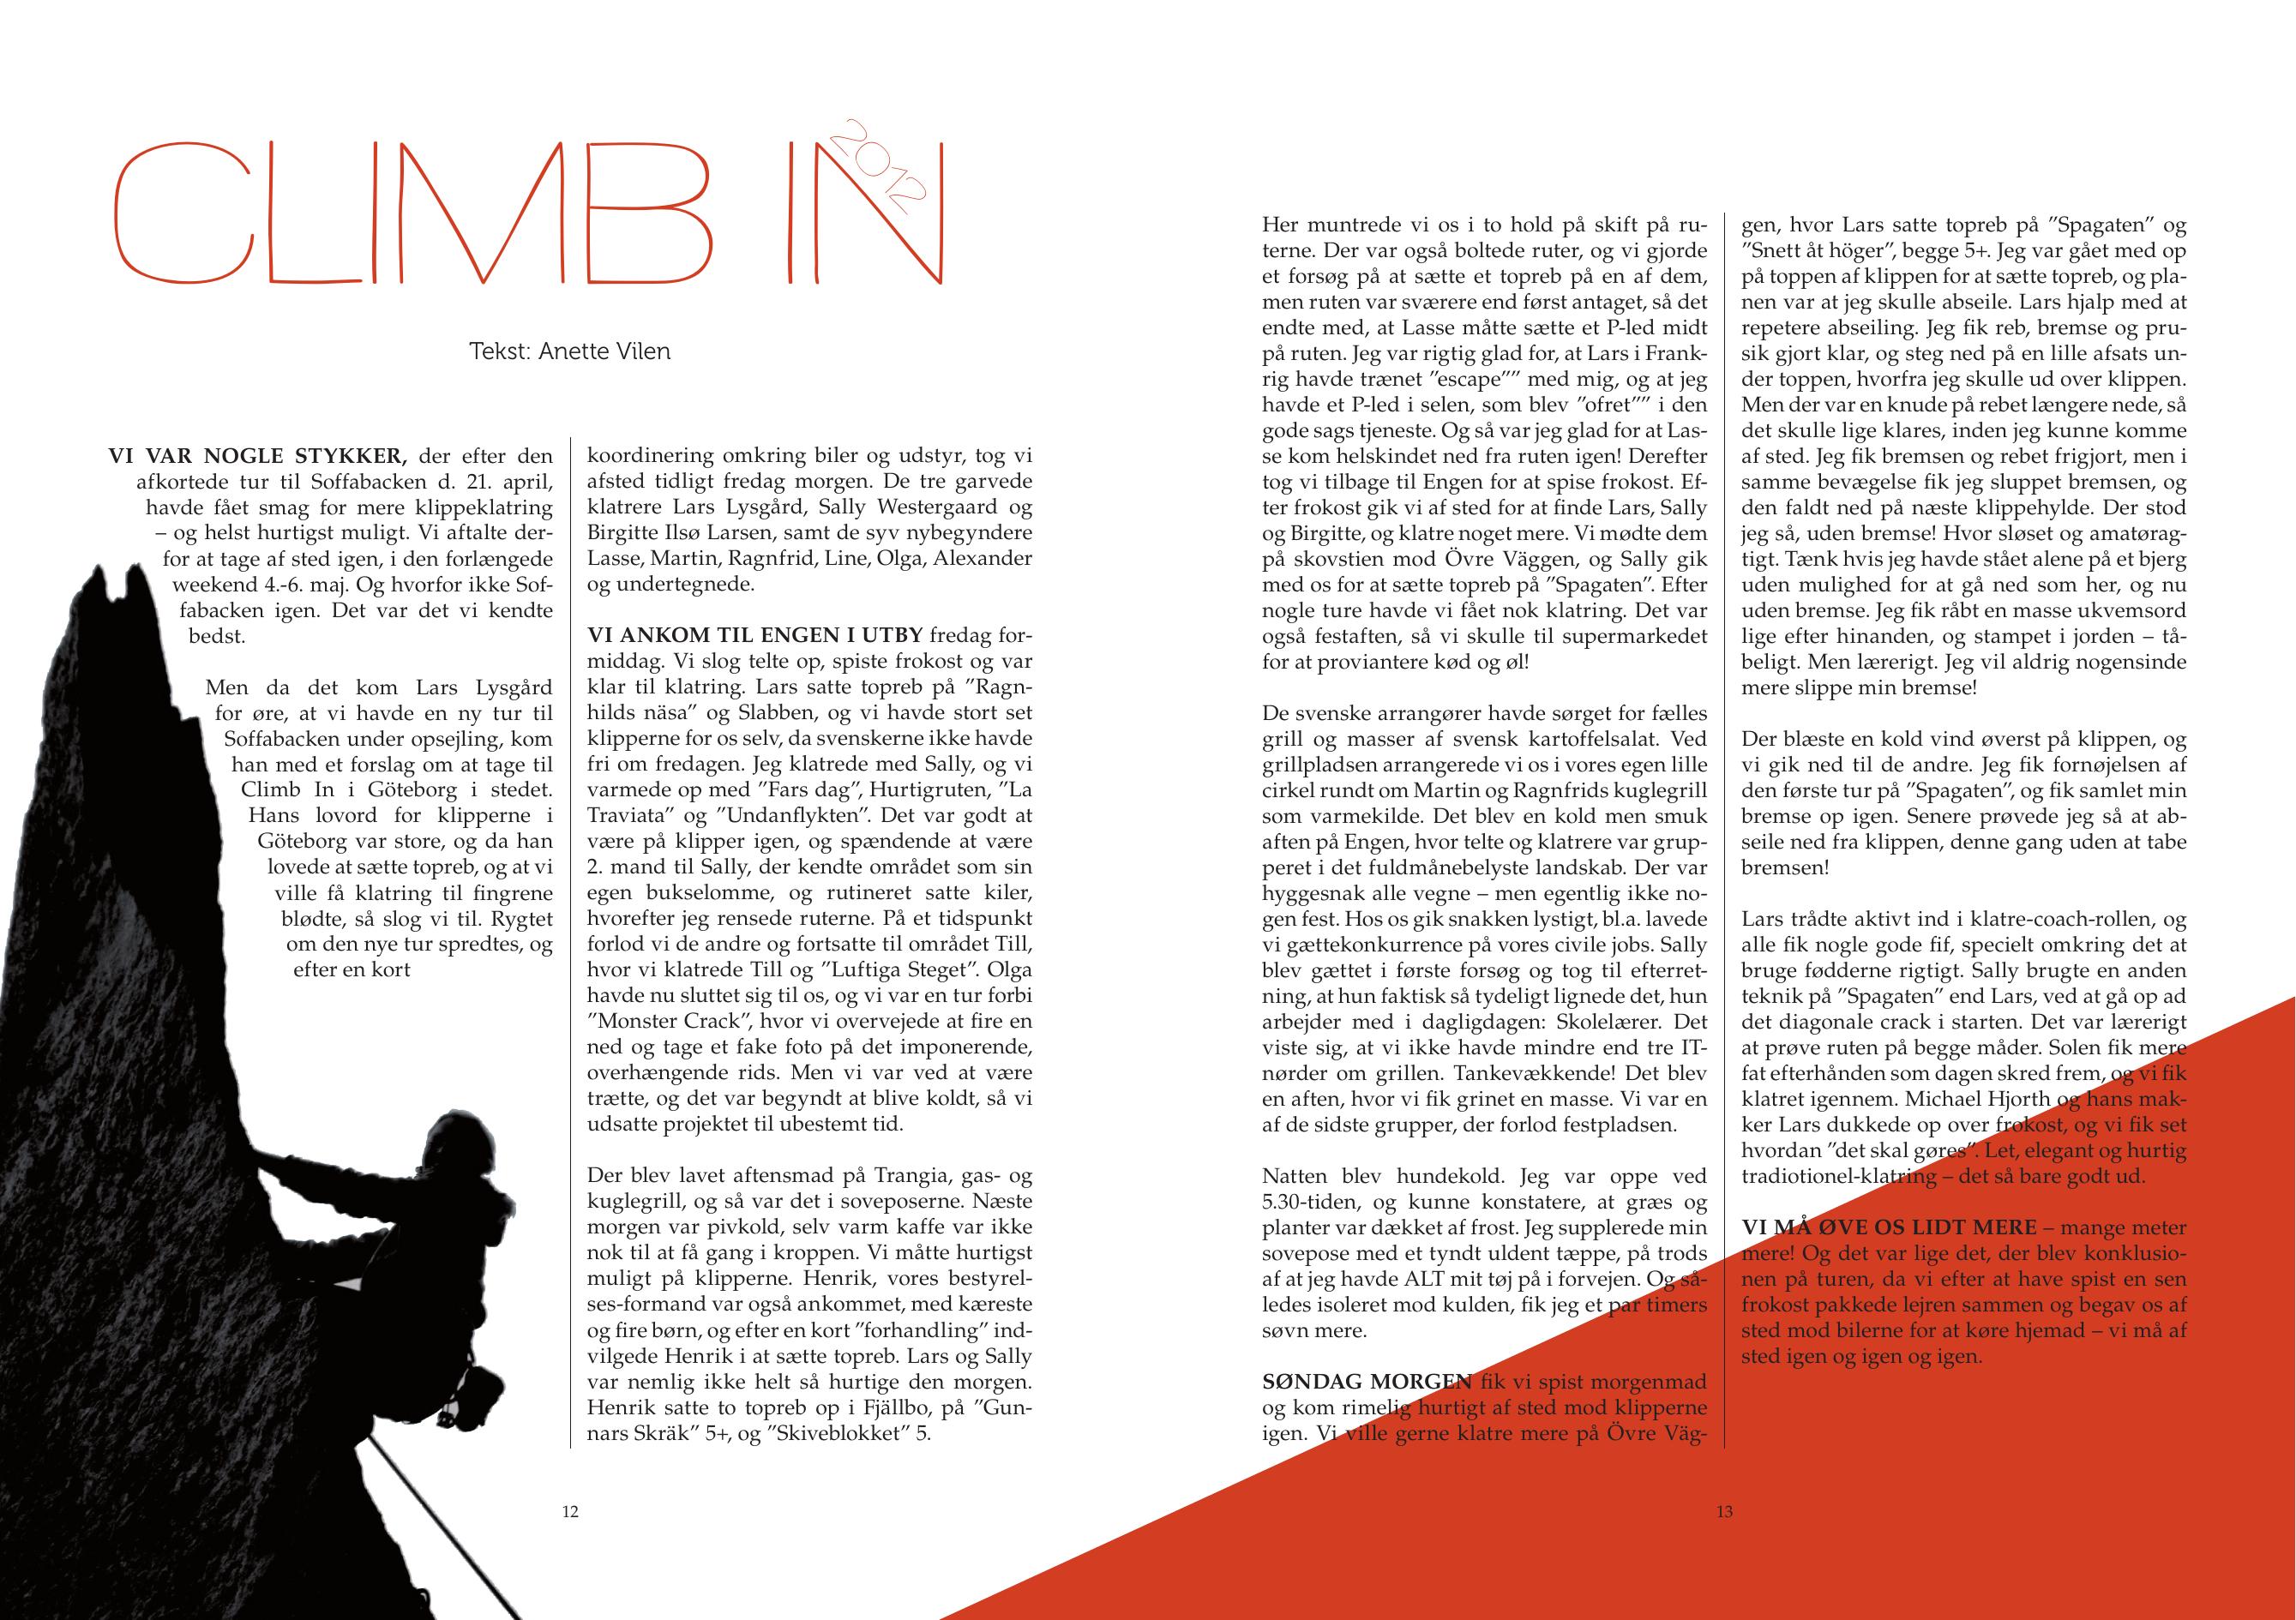 CLIMB IN
2012
Tekst: Anette Vilen
VI VAR NOGLE STYKKER, der efter den
afkortede tur til Soffabacken d. 21. april,
havde fået smag for mere klippeklatring
– og helst hurtigst muligt. Vi aftalte der-
for at tage af sted igen, i den forlængede
weekend 4.-6. maj. Og hvorfor ikke Sof-
fabacken igen. Det var det vi kendte
bedst.
Men da det kom Lars Lysgård
for øre, at vi havde en ny tur til
Soffabacken under opsejling, kom
han med et forslag om at tage til
Climb In i Göteborg i stedet.
Hans lovord for klipperne i
Göteborg var store, og da han
lovede at sætte topreb, og at vi
ville få klatring til fingrene
blødte, så slog vi til. Rygtet
om den nye tur spredtes, og
efter en kort
koordinering omkring biler og udstyr, tog vi
afsted tidligt fredag morgen. De tre garvede
klatrere Lars Lysgård, Sally Westergaard og
Birgitte Ilsø Larsen, samt de syv nybegyndere
Lasse, Martin, Ragnfrid, Line, Olga, Alexander
og undertegnede.
VI ANKOM TIL ENGEN I UTBY fredag for-
middag. Vi slog telte op, spiste frokost og var
klar til klatring. Lars satte topreb på ”Ragn-
hilds näsa” og Slabben, og vi havde stort set
klipperne for os selv, da svenskerne ikke havde
fri om fredagen. Jeg klatrede med Sally, og vi
varmede op med ”Fars dag”, Hurtigruten, ”La
Traviata” og ”Undanflykten”. Det var godt at
være på klipper igen, og spændende at være
2. mand til Sally, der kendte området som sin
egen bukselomme, og rutineret satte kiler,
hvorefter jeg rensede ruterne. På et tidspunkt
forlod vi de andre og fortsatte til området Till,
hvor vi klatrede Till og ”Luftiga Steget”. Olga
havde nu sluttet sig til os, og vi var en tur forbi
”Monster Crack”, hvor vi overvejede at fire en
ned og tage et fake foto på det imponerende,
overhængende rids. Men vi var ved at være
trætte, og det var begyndt at blive koldt, så vi
udsatte projektet til ubestemt tid.
Der blev lavet aftensmad på Trangia, gas- og
kuglegrill, og så var det i soveposerne. Næste
morgen var pivkold, selv varm kaffe var ikke
nok til at få gang i kroppen. Vi måtte hurtigst
muligt på klipperne. Henrik, vores bestyrel-
ses-formand var også ankommet, med kæreste
og fire børn, og efter en kort ”forhandling” ind-
vilgede Henrik i at sætte topreb. Lars og Sally
var nemlig ikke helt så hurtige den morgen.
Henrik satte to topreb op i Fjällbo, på ”Gun-
nars Skräk” 5+, og ”Skiveblokket” 5.
12
Her muntrede vi os i to hold på skift på ru-
terne. Der var også boltede ruter, og vi gjorde
et forsøg på at sætte et topreb på en af dem,
men ruten var sværere end først antaget, så det
endte med, at Lasse måtte sætte et P-led midt
på ruten. Jeg var rigtig glad for, at Lars i Frank-
rig havde trænet ”escape”” med mig, og at jeg
havde et P-led i selen, som blev ”ofret”” i den
gode sags tjeneste. Og så var jeg glad for at Las-
se kom helskindet ned fra ruten igen! Derefter
tog vi tilbage til Engen for at spise frokost. Ef-
ter frokost gik vi af sted for at finde Lars, Sally
og Birgitte, og klatre noget mere. Vi mødte dem
på skovstien mod Övre Väggen, og Sally gik
med os for at sætte topreb på ”Spagaten”. Efter
nogle ture havde vi fået nok klatring. Det var
også festaften, så vi skulle til supermarkedet
for at proviantere kød og øl!
De svenske arrangører havde sørget for fælles
grill og masser af svensk kartoffelsalat. Ved
grillpladsen arrangerede vi os i vores egen lille
cirkel rundt om Martin og Ragnfrids kuglegrill
som varmekilde. Det blev en kold men smuk
aften på Engen, hvor telte og klatrere var grup-
peret i det fuldmånebelyste landskab. Der var
hyggesnak alle vegne – men egentlig ikke no-
gen fest. Hos os gik snakken lystigt, bl.a. lavede
vi gættekonkurrence på vores civile jobs. Sally
blev gættet i første forsøg og tog til efterret-
ning, at hun faktisk så tydeligt lignede det, hun
arbejder med i dagligdagen: Skolelærer. Det
viste sig, at vi ikke havde mindre end tre IT-
nørder om grillen. Tankevækkende! Det blev
en aften, hvor vi fik grinet en masse. Vi var en
af de sidste grupper, der forlod festpladsen.
Natten blev hundekold. Jeg var oppe ved
5.30-tiden, og kunne konstatere, at græs og
planter var dækket af frost. Jeg supplerede min
sovepose med et tyndt uldent tæppe, på trods
af at jeg havde ALT mit tøj på i forvejen. Og så-
ledes isoleret mod kulden, fik jeg et par timers
søvn mere.
SØNDAG MORGEN fik vi spist morgenmad
og kom rimelig hurtigt af sted mod klipperne
igen. Vi ville gerne klatre mere på Övre Väg-
gen, hvor Lars satte topreb på ”Spagaten” og
”Snett åt höger”, begge 5+. Jeg var gået med op
på toppen af klippen for at sætte topreb, og pla-
nen var at jeg skulle abseile. Lars hjalp med at
repetere abseiling. Jeg fik reb, bremse og pru-
sik gjort klar, og steg ned på en lille afsats un-
der toppen, hvorfra jeg skulle ud over klippen.
Men der var en knude på rebet længere nede, så
det skulle lige klares, inden jeg kunne komme
af sted. Jeg fik bremsen og rebet frigjort, men i
samme bevægelse fik jeg sluppet bremsen, og
den faldt ned på næste klippehylde. Der stod
jeg så, uden bremse! Hvor sløset og amatørag-
tigt. Tænk hvis jeg havde stået alene på et bjerg
uden mulighed for at gå ned som her, og nu
uden bremse. Jeg fik råbt en masse ukvemsord
lige efter hinanden, og stampet i jorden – tå-
beligt. Men lærerigt. Jeg vil aldrig nogensinde
mere slippe min bremse!
Der blæste en kold vind øverst på klippen, og
vi gik ned til de andre. Jeg fik fornøjelsen af
den første tur på ”Spagaten”, og fik samlet min
bremse op igen. Senere prøvede jeg så at ab-
seile ned fra klippen, denne gang uden at tabe
bremsen!
Lars trådte aktivt ind i klatre-coach-rollen, og
alle fik nogle gode fif, specielt omkring det at
bruge fødderne rigtigt. Sally brugte en anden
teknik på ”Spagaten” end Lars, ved at gå op ad
det diagonale crack i starten. Det var lærerigt
at prøve ruten på begge måder. Solen fik mere
fat efterhånden som dagen skred frem, og vi fik
klatret igennem. Michael Hjorth og hans mak-
ker Lars dukkede op over frokost, og vi fik set
hvordan ”det skal gøres”. Let, elegant og hurtig
tradiotionel-klatring – det så bare godt ud.
VI MÅ ØVE OS LIDT MERE – mange meter
mere! Og det var lige det, der blev konklusio-
nen på turen, da vi efter at have spist en sen
frokost pakkede lejren sammen og begav os af
sted mod bilerne for at køre hjemad – vi må af
sted igen og igen og igen.
13